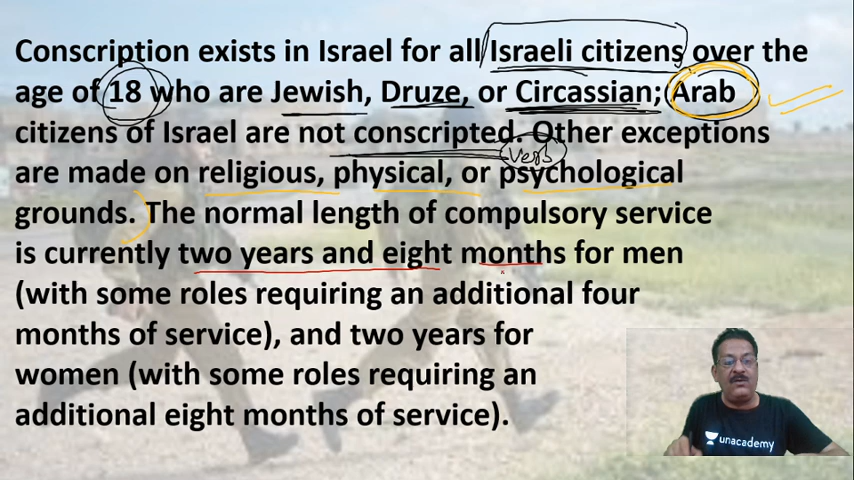 Conscription exists in Israel for all Israeli citizens over the
age of 18 who are Jewish, Druze, or Circassian; Arab
citizens of Israel are not conscripted. Other exceptions
Verb
are made on religious, physical, or psychological
grounds. The normal length of compulsory service
is currently two years and eight months for men
(with some roles requiring an additional four
months of service), and two years for
women (with some roles requiring an
additional eight months of service).
unacademy